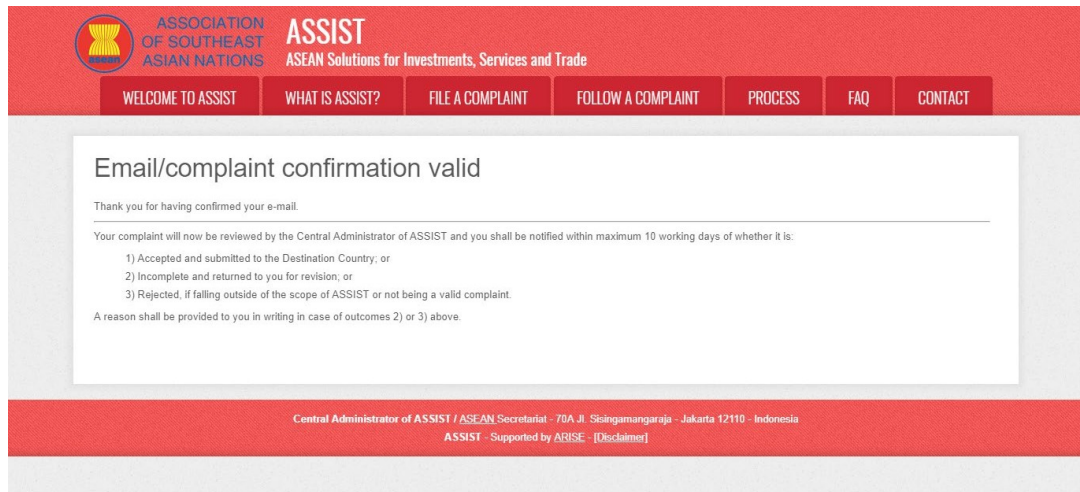 ASSOCIATION
OF SOUTHEAST
ASIAN NATIONS
asean
ASSIST
ASEAN Solutions for Investments, Services and Trade
WELCOME TO ASSIST WHAT IS ASSIST? FILE A COMPLAINT FOLLOW A COMPLAINT PROCESS FAQ CONTACT
Email/complaint confirmation valid
Thank you for having confirmed your e-mail.
Your complaint will now be reviewed by the Central Administrator of ASSIST and you shall be notified within maximum 10 working days of whether it is:
1) Accepted and submitted to the Destination Country; or
2) Incomplete and returned to you for revision; or
3) Rejected, if falling outside of the scope of ASSIST or not being a valid complaint.
A reason shall be provided to you in writing in case of outcomes 2) or 3) above.
Central Administrator of ASSIST / ASEAN Secretariat - 70A Jl. Sisingamangaraja - Jakarta 12110 - Indonesia
ASSIST - Supported by ARISE - [Disclaimer]